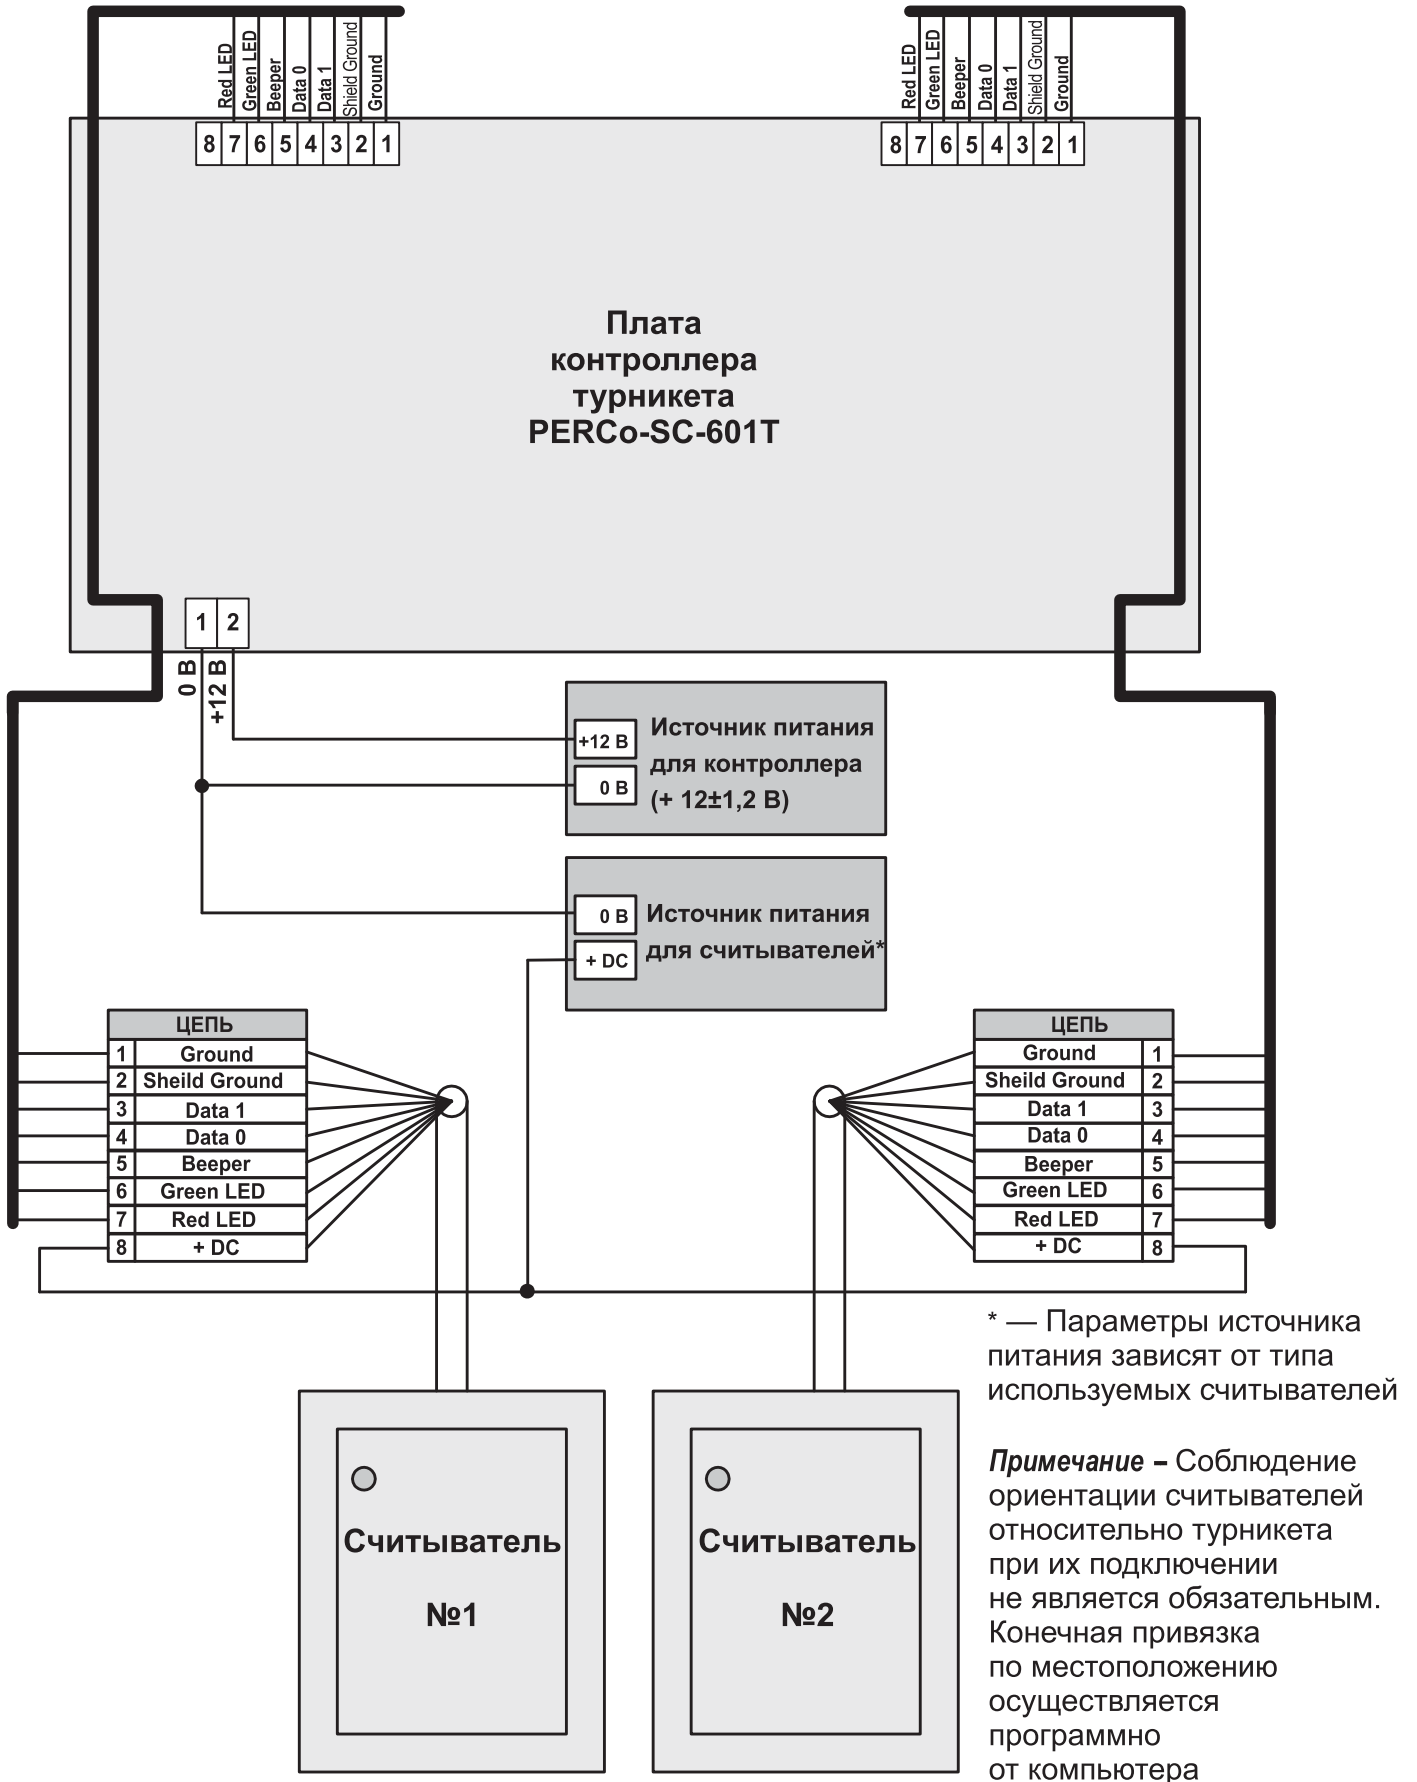 Red LED
Green LED
Beeper
Data 0
Data 1
Shield Ground
Ground
Red LED
Green LED
Beeper
Data 0
Data 1
Shield Ground
Ground
8 7 6 5 4 3 2 1
8 7 6 5 4 3 2 1
Плата
контроллера
турникета
PERCo-SC-601T
1 2
0 В
+12 В
+12 В
0 В
Источник питания
для контроллера
(+ 12±1,2 В)
0 В
+ DC
Источник питания
для считывателей*
ЦЕПЬ
1 Ground
2 Sheild Ground
3 Data 1
4 Data 0
5 Beeper
6 Green LED
7 Red LED
8 + DC
ЦЕПЬ
Ground 1
Sheild Ground 2
Data 1 3
Data 0 4
Beeper 5
Green LED 6
Red LED 7
+ DC 8
Считыватель
№1
Считыватель
№2
* — Параметры источника
питания зависят от типа
используемых считывателей
Примечание – Соблюдение
ориентации считывателей
относительно турникета
при их подключении
не является обязательным.
Конечная привязка
по местоположению
осуществляется
программно
от компьютера